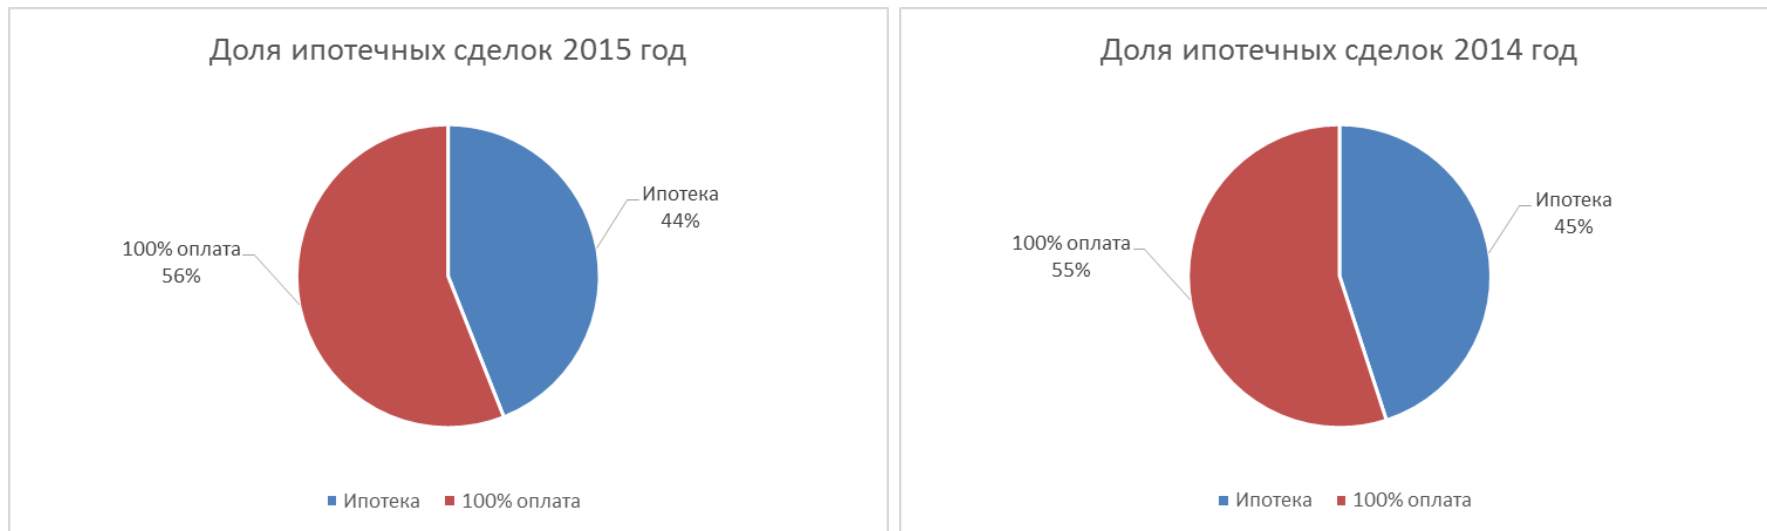 Доля ипотечных сделок 2015 год
Ипотека
44%
100% оплата
56%
Ипотека 100% оплата
Доля ипотечных сделок 2014 год
Ипотека
45%
100% оплата
55%
Ипотека 100% оплата